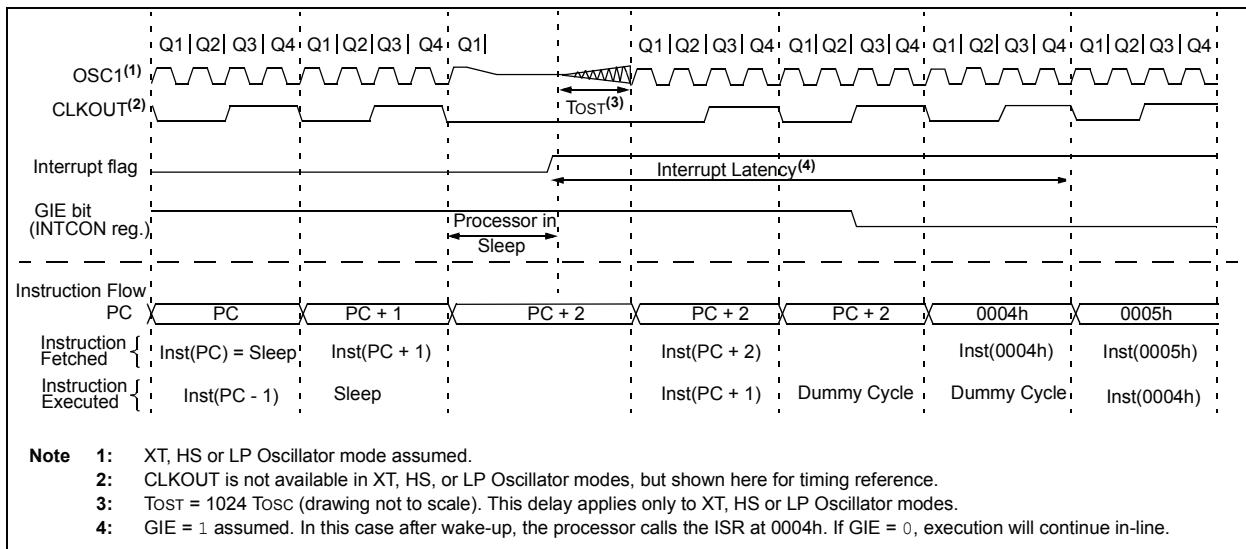 Q1 Q2 Q3 Q4 Q1 Q2 Q3 Q4 Q1 Q1 Q2 Q3 Q4 Q1 Q2 Q3 Q4 Q1 Q2 Q3 Q4 Q1 Q2 Q3 Q4
OSC1(1)
TOST(3)
CLKOUT(2)
Interrupt flag
Interrupt Latency(4)
GIE bit
(INTCON reg.)
Processor in
Sleep
Instruction Flow
PC PC PC + 1 PC + 2 PC + 2 PC + 2 0004h 0005h
Instruction
Fetched { Inst(PC) = Sleep Inst(PC + 1) Inst(PC + 2) Inst(0004h) Inst(0005h)
Instruction
Executed { Inst(PC - 1) Sleep Inst(PC + 1) Dummy Cycle Dummy Cycle Inst(0004h)
Note 1: XT, HS or LP Oscillator mode assumed.
2: CLKOUT is not available in XT, HS, or LP Oscillator modes, but shown here for timing reference.
3: TOST = 1024 TOSC (drawing not to scale). This delay applies only to XT, HS or LP Oscillator modes.
4: GIE = 1 assumed. In this case after wake-up, the processor calls the ISR at 0004h. If GIE = 0, execution will continue in-line.